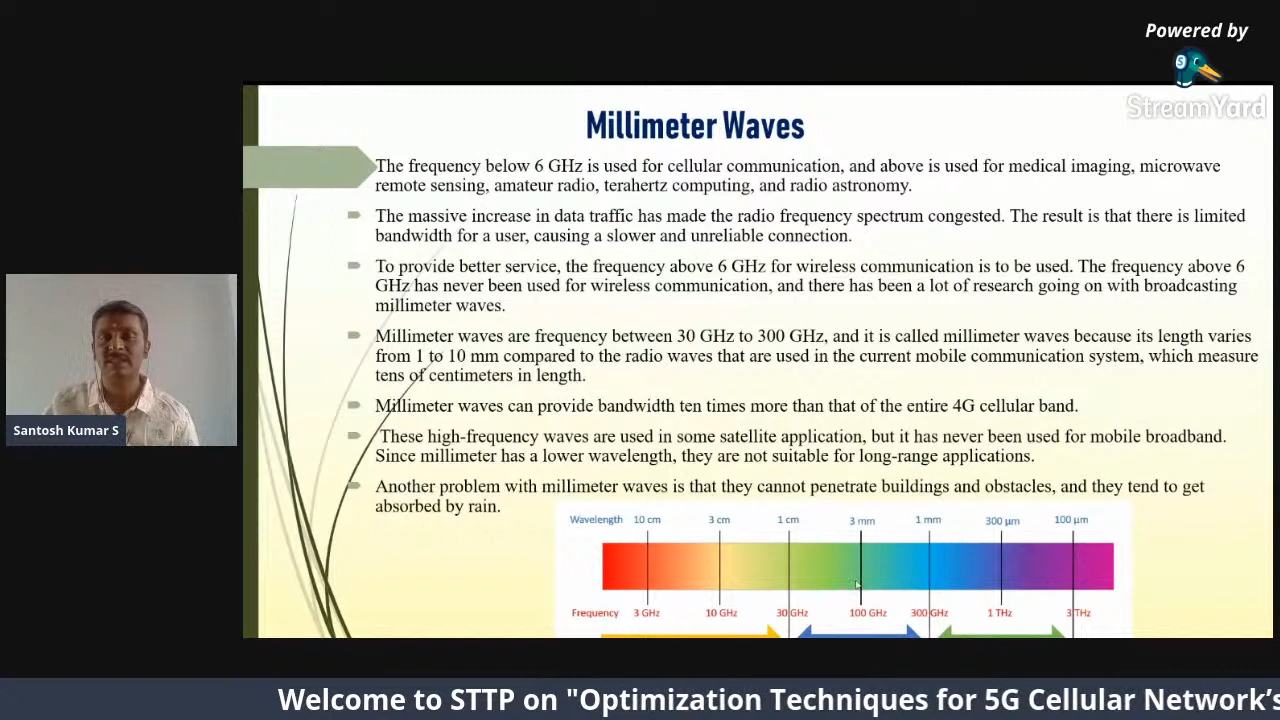 Powered by
S
StreamYard
Millimeter Waves
The frequency below 6 GHz is used for cellular communication, and above is used for medical imaging, microwave
remote sensing, amateur radio, terahertz computing, and radio astronomy.
The massive increase in data traffic has made the radio frequency spectrum congested. The result is that there is limited
bandwidth for a user, causing a slower and unreliable connection.
To provide better service, the frequency above 6 GHz for wireless communication is to be used. The frequency above 6
GHz has never been used for wireless communication, and there has been a lot of research going on with broadcasting
millimeter waves.
Millimeter waves are frequency between 30 GHz to 300 GHz, and it is called millimeter waves because its length varies
from 1 to 10 mm compared to the radio waves that are used in the current mobile communication system, which measure
tens of centimeters in length.
Millimeter waves can provide bandwidth ten times more than that of the entire 4G cellular band.
These high-frequency waves are used in some satellite application, but it has never been used for mobile broadband.
Since millimeter has a lower wavelength, they are not suitable for long-range applications.
Another problem with millimeter waves is that they cannot penetrate buildings and obstacles, and they tend to get
absorbed by rain.
Wavelength 10 cm 3 cm 1 cm 3 mm 1 mm 300 µm 100 µm
Frequency 3 GHz 10 GHz 30 GHz 100 GHz 300 GHz 1 THz 3 THz
Santosh Kumar S
Welcome to STTP on "Optimization Techniques for 5G Cellular Network's